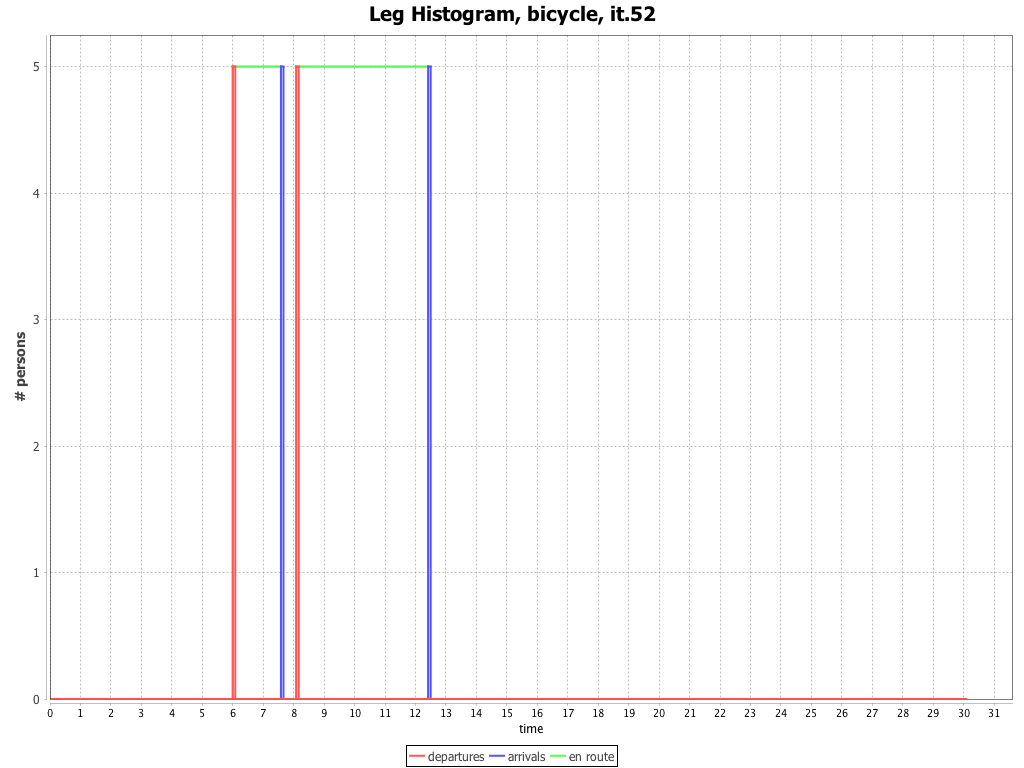 Leg Histogram, bicycle, it.52
# persons
5
4
3
2
1
0
0 1 2 3 4 5 6 7 8 9 10 11 12 13 14 15 16 17 18 19 20 21 22 23 24 25 26 27 28 29 30 31
time
departures arrivals en route